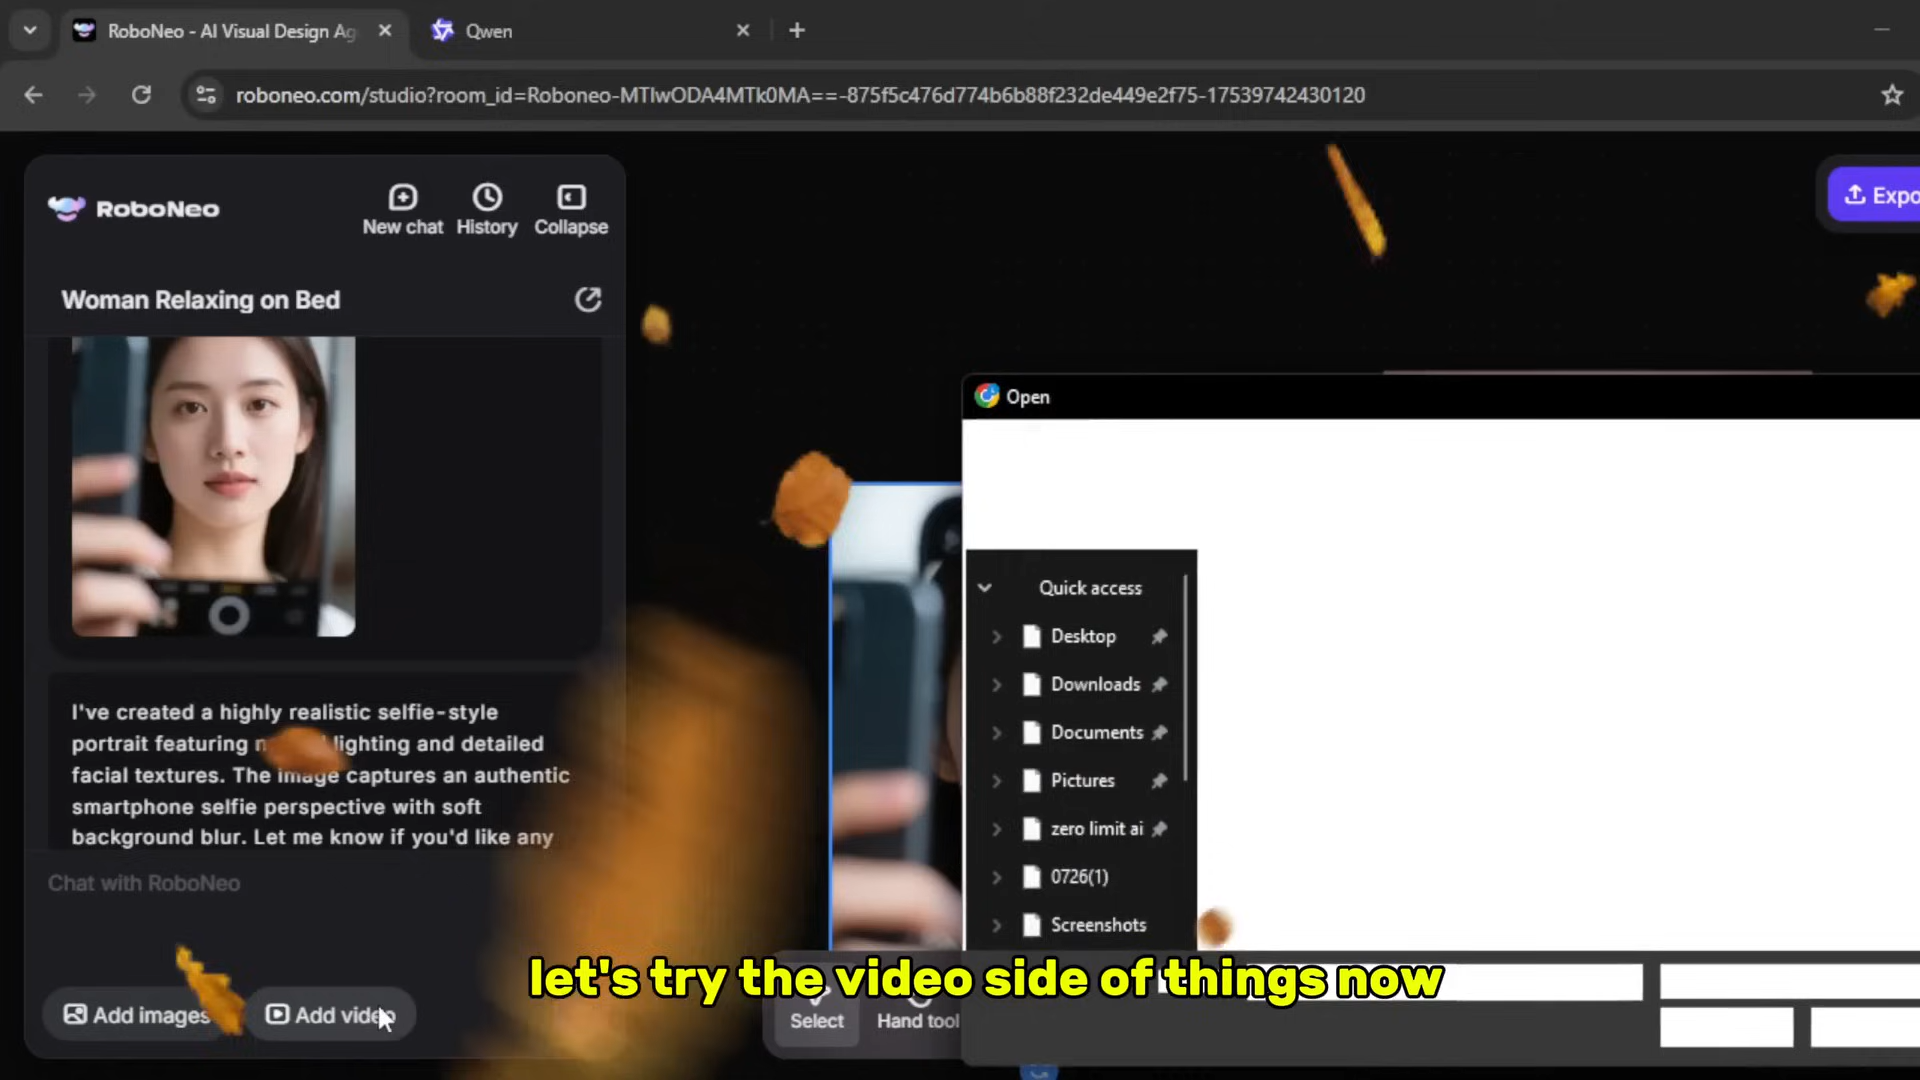 RoboNeo - AI Visual Design Ag
Qwen
roboneo.com/studio?room_id=Roboneo-MTIwODA4MTk0MA==-875f5c476d774b6b88f232de449e2f75-17539742430120
RoboNeo
New chat
History
Collapse
Expo
Woman Relaxing on Bed
Open
Quick access
Desktop
Downloads
Documents
Pictures
zero limit ai
0726(1)
Screenshots
I've created a highly realistic selfie-style
portrait featuring lighting and detailed
facial textures. The image captures an authentic
smartphone selfie perspective with soft
background blur. Let me know if you'd like any
Chat with RoboNeo
let's try the video side of things now
Add images
Add video
Select
Hand tool